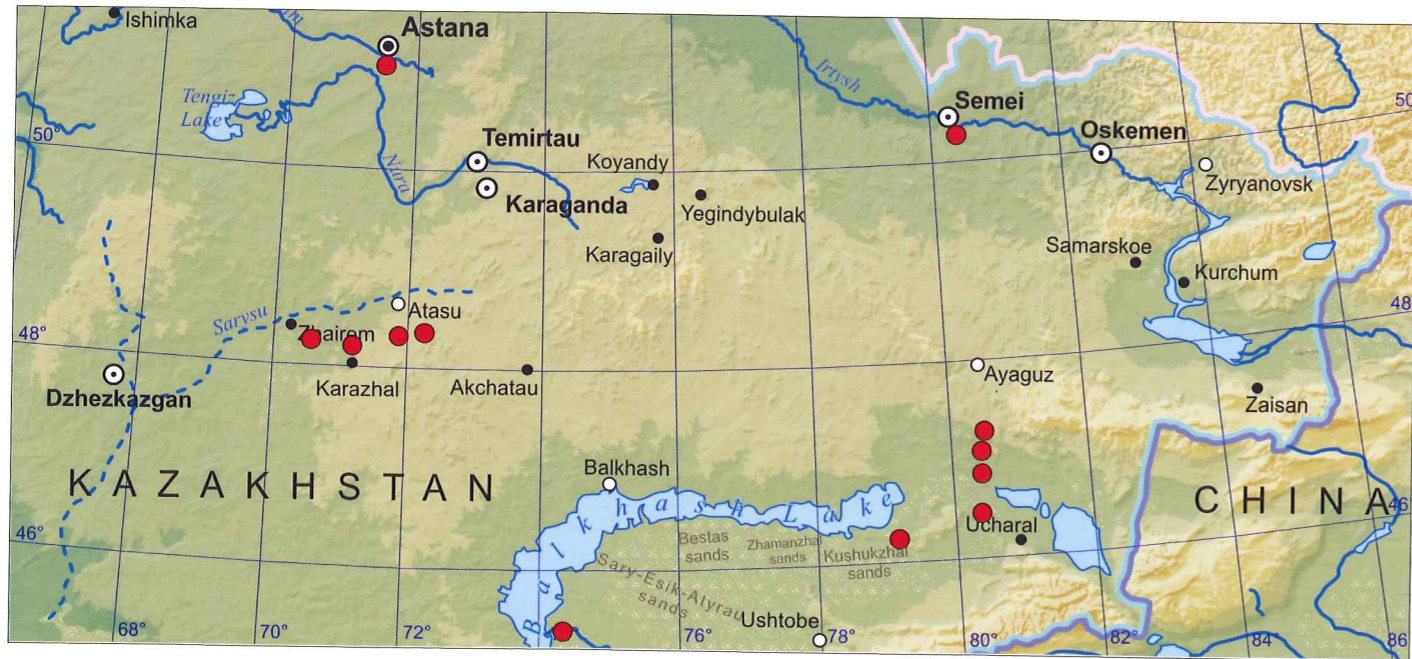 Ishimka
Astana
Irtysh
Tengiz
Lake
Semei
Oskemen
50°
50°
Temirtau
Koyandy
Nura
Zyryanovsk
Karaganda
Yegindybulak
Karagaily
Samarskoe
Kurchum
Sarysu
Atasu
48°
48°
Zhairem
Karazhal
Akchatau
Ayaguz
Dzhezkazgan
Zaisan
Balkhash
KAZAKHSTAN
CHINA
Balkhash Lake
46°
46°
Ucharal
Bestas
sands
Zhamanzhal
sands
Kushukzhal
sands
Sary-Esik-Atyrau
sands
Ushtobe
68°
70°
72°
76°
78°
80°
82°
84°
86